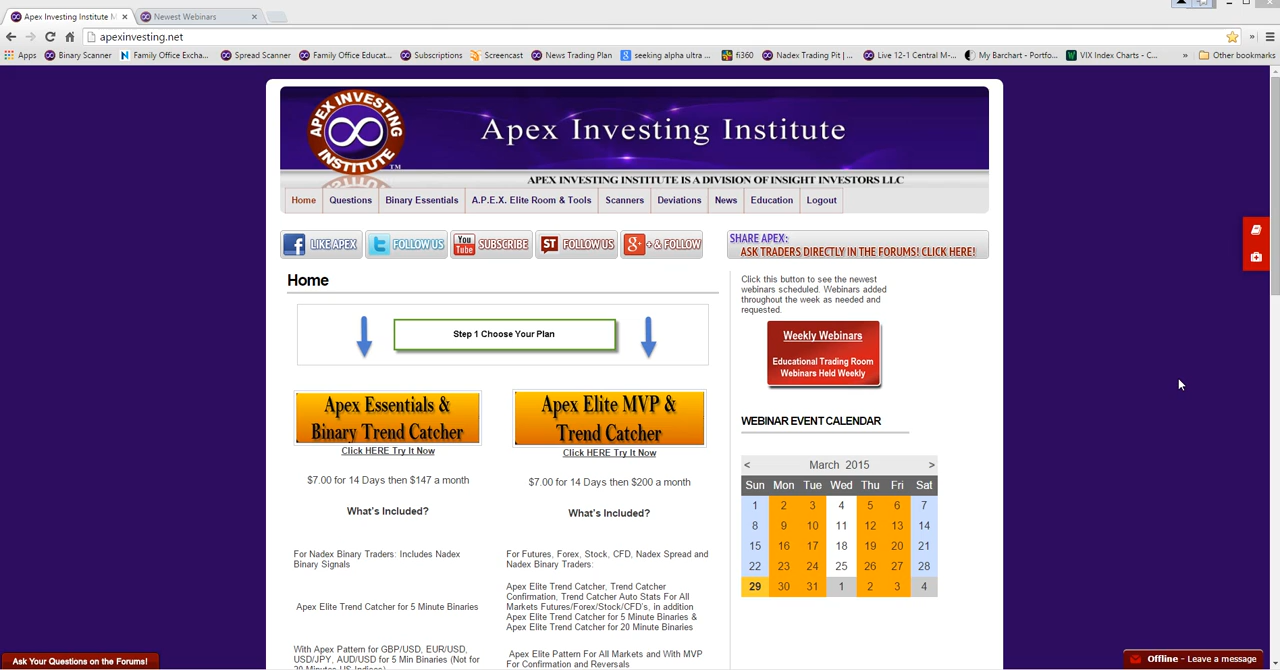 Apex Investing Institute M
Newest Webinars
apexinvesting.net
Apps
Binary Scanner
Family Office Excha...
Spread Scanner
Family Office Educat...
Subscriptions
Screencast
News Trading Plan
seeking alpha ultra ...
fi360
Nadex Trading Pit | ...
Live 12-1 Central M-...
My Barchart - Portfo...
VIX Index Charts - C...
»
Other bookmarks
APEX INVESTING INSTITUTE TM
Apex Investing Institute
APEX INVESTING INSTITUTE IS A DIVISION OF INSIGHT INVESTORS LLC
Home
Questions
Binary Essentials
A.P.E.X. Elite Room & Tools
Scanners
Deviations
News
Education
Logout
LIKE APEX
FOLLOW US
You Tube SUBSCRIBE
ST FOLLOW US
g+ + & FOLLOW
SHARE APEX:
ASK TRADERS DIRECTLY IN THE FORUMS! CLICK HERE!
Home
Step 1 Choose Your Plan
Apex Essentials &
Binary Trend Catcher
Click HERE Try It Now
$7.00 for 14 Days then $147 a month
What's Included?
For Nadex Binary Traders: Includes Nadex
Binary Signals
Apex Elite Trend Catcher for 5 Minute Binaries
With Apex Pattern for GBP/USD, EUR/USD,
USD/JPY, AUD/USD for 5 Min Binaries (Not for
20 Minutes US Indices)
Apex Elite MVP &
Trend Catcher
Click HERE Try It Now
$7.00 for 14 Days then $200 a month
What's Included?
For Futures, Forex, Stock, CFD, Nadex Spread and
Nadex Binary Traders:
Apex Elite Trend Catcher, Trend Catcher
Confirmation, Trend Catcher Auto Stats For All
Markets Futures/Forex/Stock/CFD's, in addition
Apex Elite Trend Catcher for 5 Minute Binaries &
Apex Elite Trend Catcher for 20 Minute Binaries
Apex Elite Pattern For All Markets and With MVP
For Confirmation and Reversals
Click this button to see the newest
webinars scheduled. Webinars added
throughout the week as needed and
requested.
Weekly Webinars
Educational Trading Room
Webinars Held Weekly
WEBINAR EVENT CALENDAR
< March 2015 >
Sun Mon Tue Wed Thu Fri Sat
1 2 3 4 5 6 7
8 9 10 11 12 13 14
15 16 17 18 19 20 21
22 23 24 25 26 27 28
29 30 31 1 2 3 4
Ask Your Questions on the Forums!
Offline - Leave a message